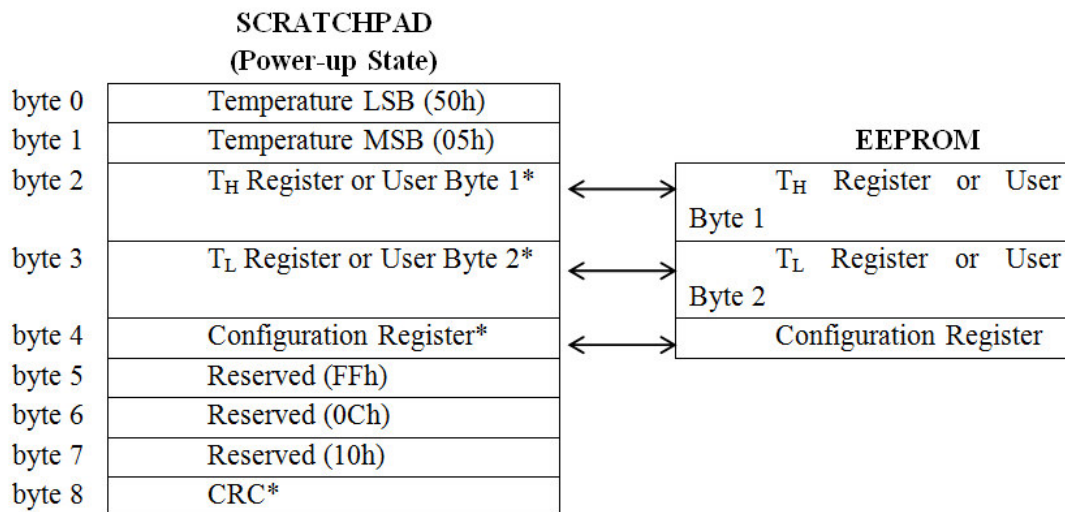 SCRATCHPAD
(Power-up State)
byte 0 Temperature LSB (50h)
byte 1 Temperature MSB (05h)
EEPROM
byte 2 TH Register or User Byte 1*
TH Register or User
Byte 1
byte 3 TL Register or User Byte 2*
TL Register or User
Byte 2
byte 4 Configuration Register*
Configuration Register
byte 5 Reserved (FFh)
byte 6 Reserved (0Ch)
byte 7 Reserved (10h)
byte 8 CRC*